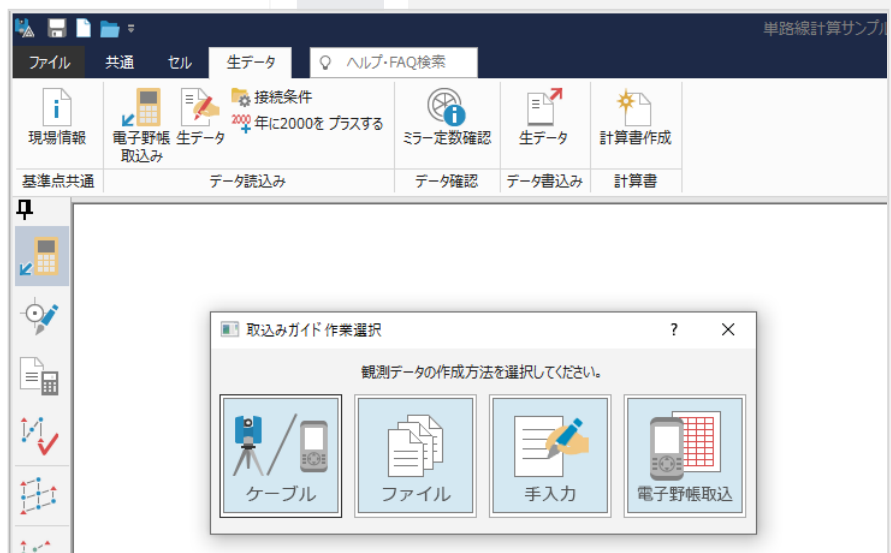 単路線計算サンプル
ファイル 共通 セル 生データ ヘルプ・FAQ検索
現場情報
電子野帳
取込み
生データ
接続条件
2000 年に2000を プラスする
ミラー定数確認
生データ
計算書作成
基準点共通 データ読込み データ確認 データ書込み 計算書
取込みガイド 作業選択 ?
観測データの作成方法を選択してください。
ケーブル ファイル 手入力 電子野帳取込